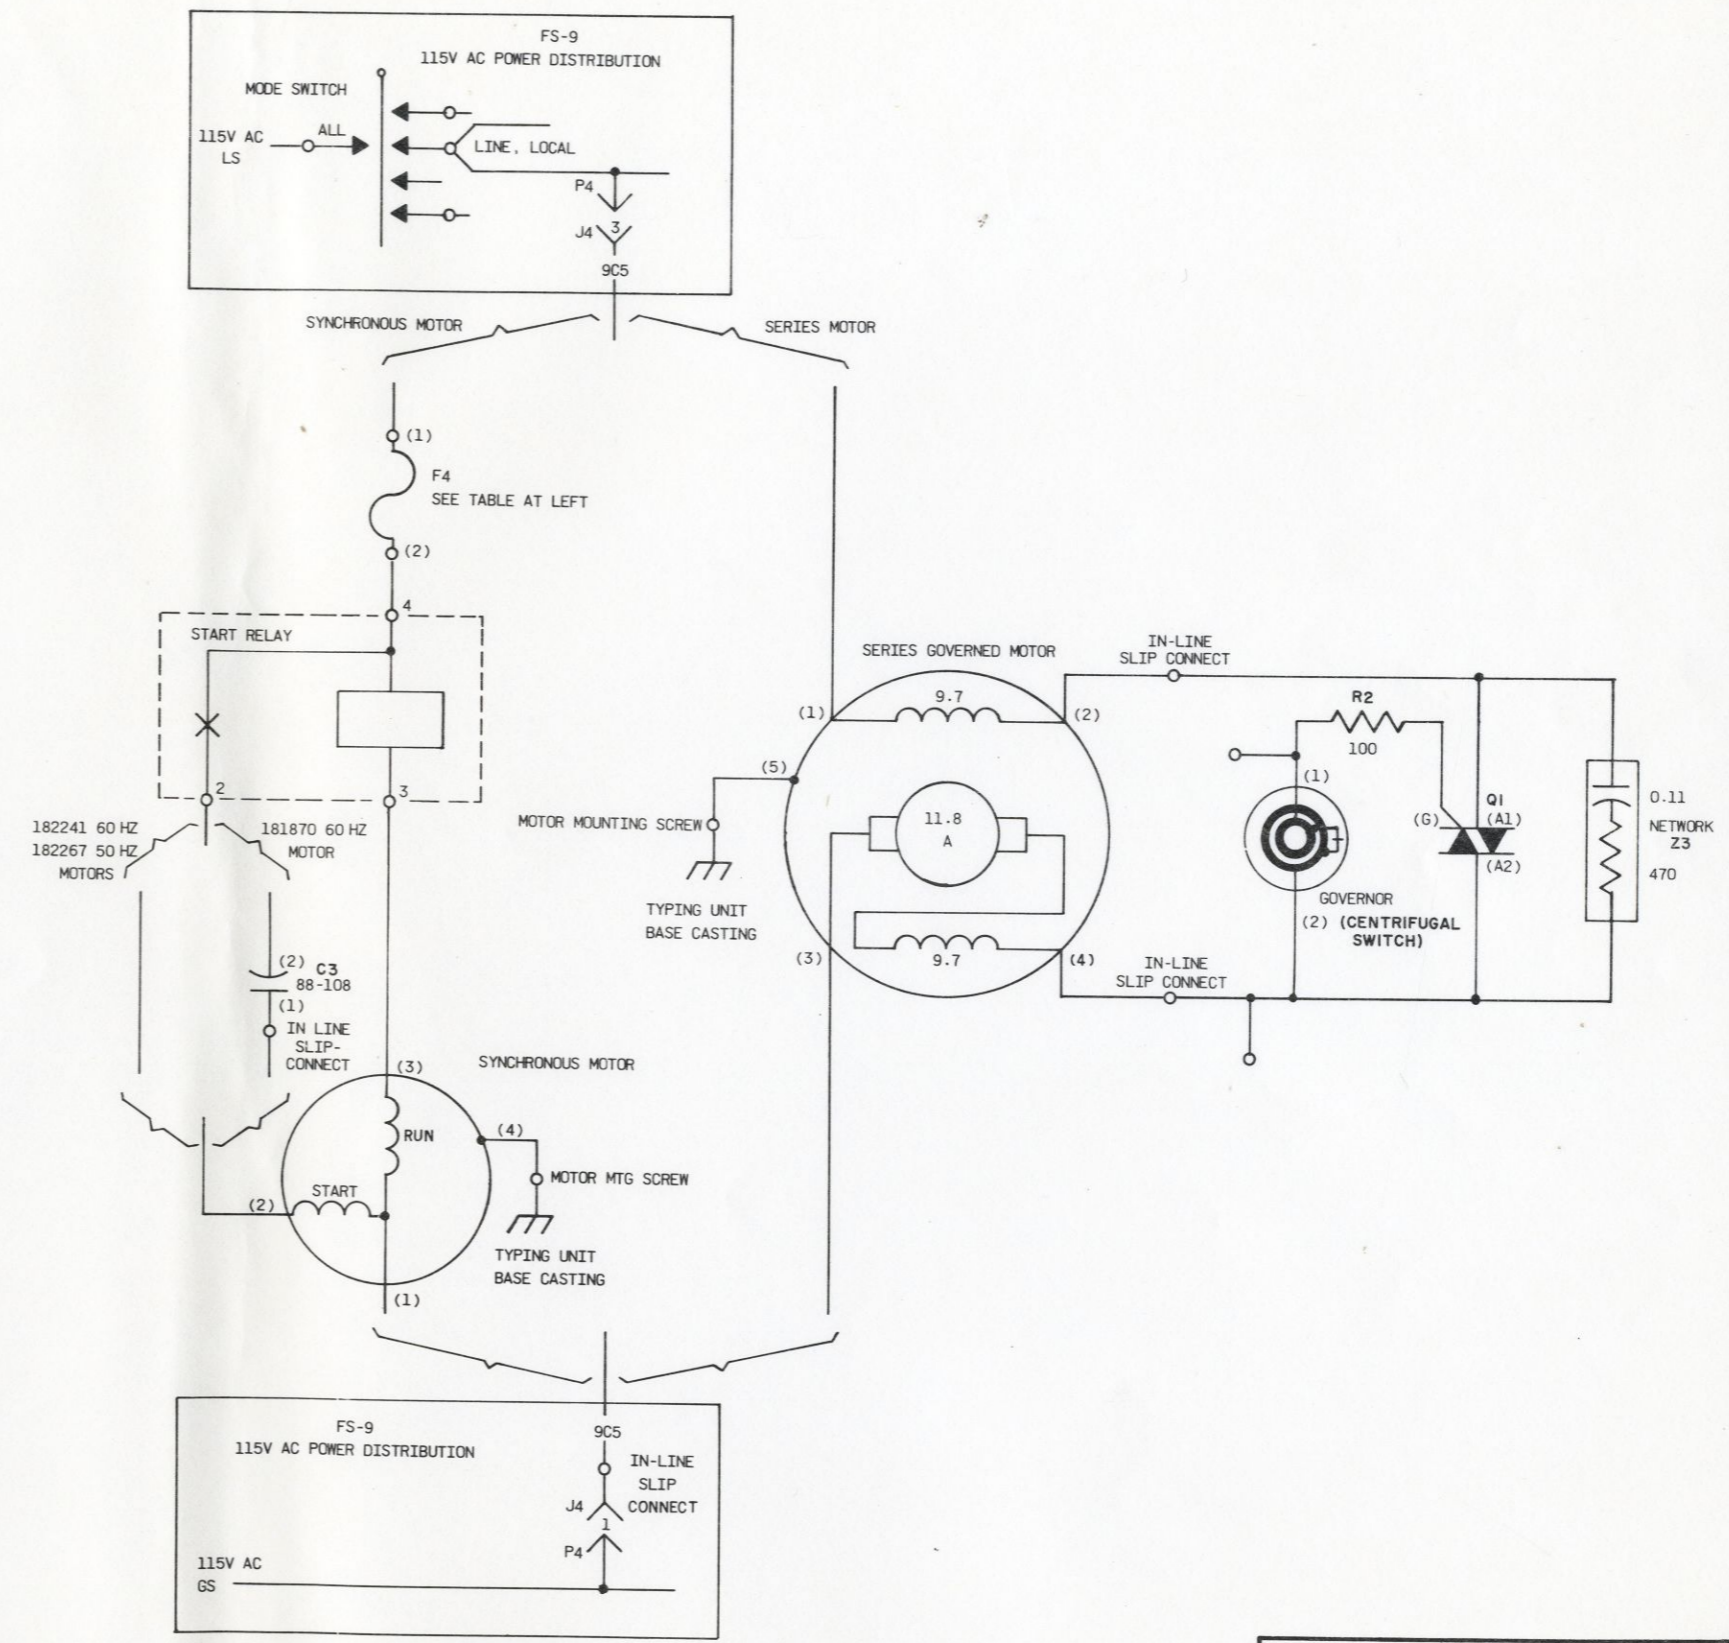 FS-9
115V AC POWER DISTRIBUTION
MODE SWITCH
115V AC
LS
ALL
LINE, LOCAL
P4
J4
3
9C5
SYNCHRONOUS MOTOR
SERIES MOTOR
(1)
F4
SEE TABLE AT LEFT
(2)
4
START RELAY
2
3
182241 60 HZ
182267 50 HZ
MOTORS
181870 60 HZ
MOTOR
(2)
C3
88-108
(1)
IN LINE
SLIP-
CONNECT
SYNCHRONOUS MOTOR
(3)
RUN
(4)
MOTOR MTG SCREW
START
(2)
TYPING UNIT
BASE CASTING
(1)
SERIES GOVERNED MOTOR
9.7
(1)
(2)
(5)
MOTOR MOUNTING SCREW
TYPING UNIT
BASE CASTING
11.8
A
9.7
(3)
(4)
IN-LINE
SLIP CONNECT
R2
100
(1)
GOVERNOR
(2) (CENTRIFUGAL
SWITCH)
(G)
Q1
(A1)
(A2)
0.11
NETWORK
Z3
470
IN-LINE
SLIP CONNECT
FS-9
115V AC POWER DISTRIBUTION
9C5
IN-LINE
SLIP
CONNECT
J4
1
P4
115V AC
GS